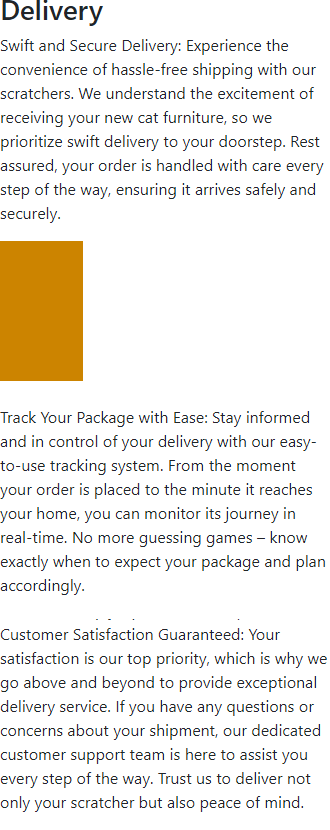 Delivery
Swift and Secure Delivery: Experience the
convenience of hassle-free shipping with our
scratchers. We understand the excitement of
receiving your new cat furniture, so we
prioritize swift delivery to your doorstep. Rest
assured, your order is handled with care every
step of the way, ensuring it arrives safely and
securely.
Track Your Package with Ease: Stay informed
and in control of your delivery with our easy-
to-use tracking system. From the moment
your order is placed to the minute it reaches
your home, you can monitor its journey in
real-time. No more guessing games – know
exactly when to expect your package and plan
accordingly.
Customer Satisfaction Guaranteed: Your
satisfaction is our top priority, which is why we
go above and beyond to provide exceptional
delivery service. If you have any questions or
concerns about your shipment, our dedicated
customer support team is here to assist you
every step of the way. Trust us to deliver not
only your scratcher but also peace of mind.